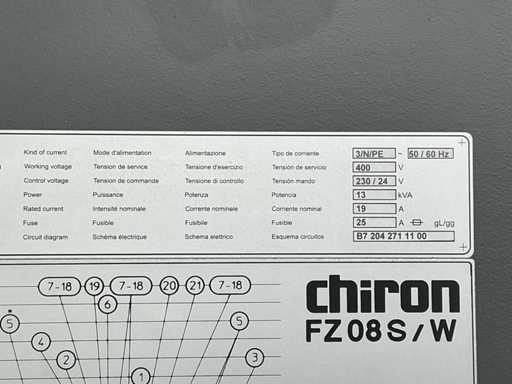 Kind of current Mode d'alimentation Alimentazione Tipo de corriente 3/N/PE ~ 50 / 60 Hz
Working voltage Tension de service Tensione d'esercizio Tensión de servicio 400 V
Control voltage Tension de commande Tensione di controllo Tensión mando 230 / 24 V
Power Puissance Potenza Potencia 13 kVA
Rated current Intensité nominale Corrente nominele Corriente nominal 19 A
Fuse Fusible Fusibile Fusible 25 A gL/gg
Circuit diagram Schéma électrique Schema elettrico Esquema circuitos B7 204 271 11 00
7-18 19 7-18 20 21 7-18
6
5 5
4
2 3
1
chiron
FZ08S/W